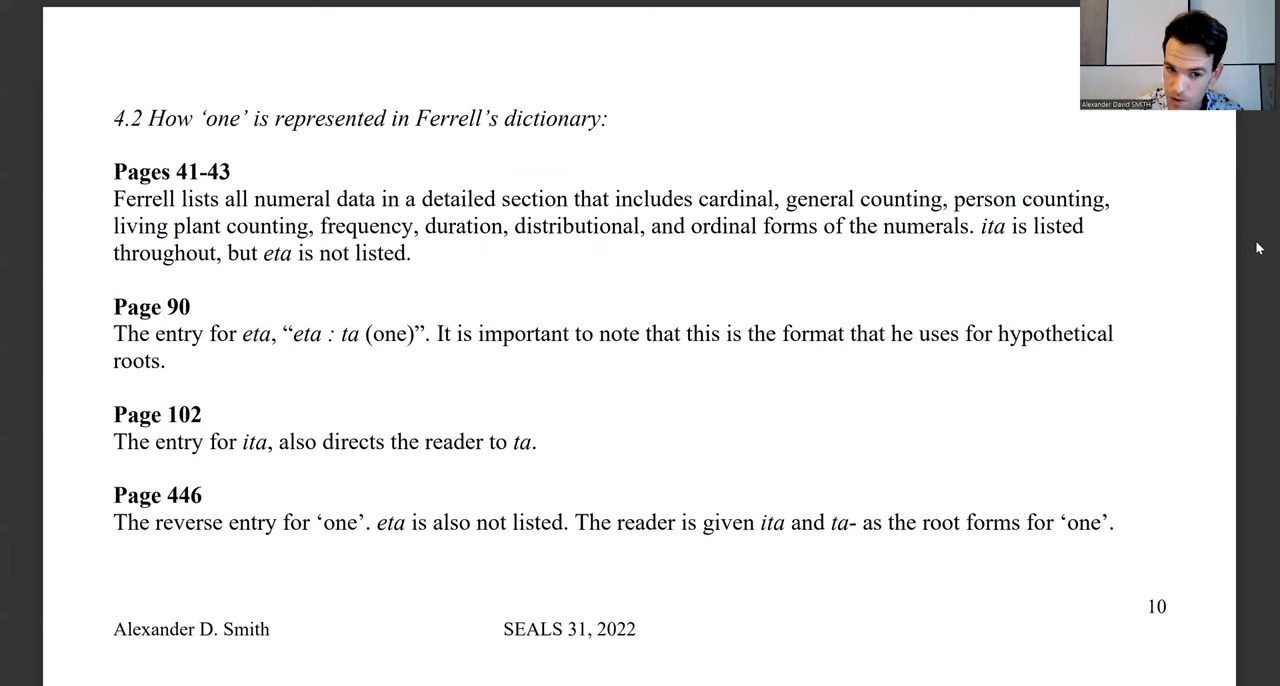 4.2 How ‘one’ is represented in Ferrell’s dictionary:
Pages 41-43
Ferrell lists all numeral data in a detailed section that includes cardinal, general counting, person counting,
living plant counting, frequency, duration, distributional, and ordinal forms of the numerals. ita is listed
throughout, but eta is not listed.
Page 90
The entry for eta, “eta : ta (one)”. It is important to note that this is the format that he uses for hypothetical
roots.
Page 102
The entry for ita, also directs the reader to ta.
Page 446
The reverse entry for ‘one’. eta is also not listed. The reader is given ita and ta- as the root forms for ‘one’.
10
Alexander D. Smith SEALS 31, 2022
Alexander David SMITH